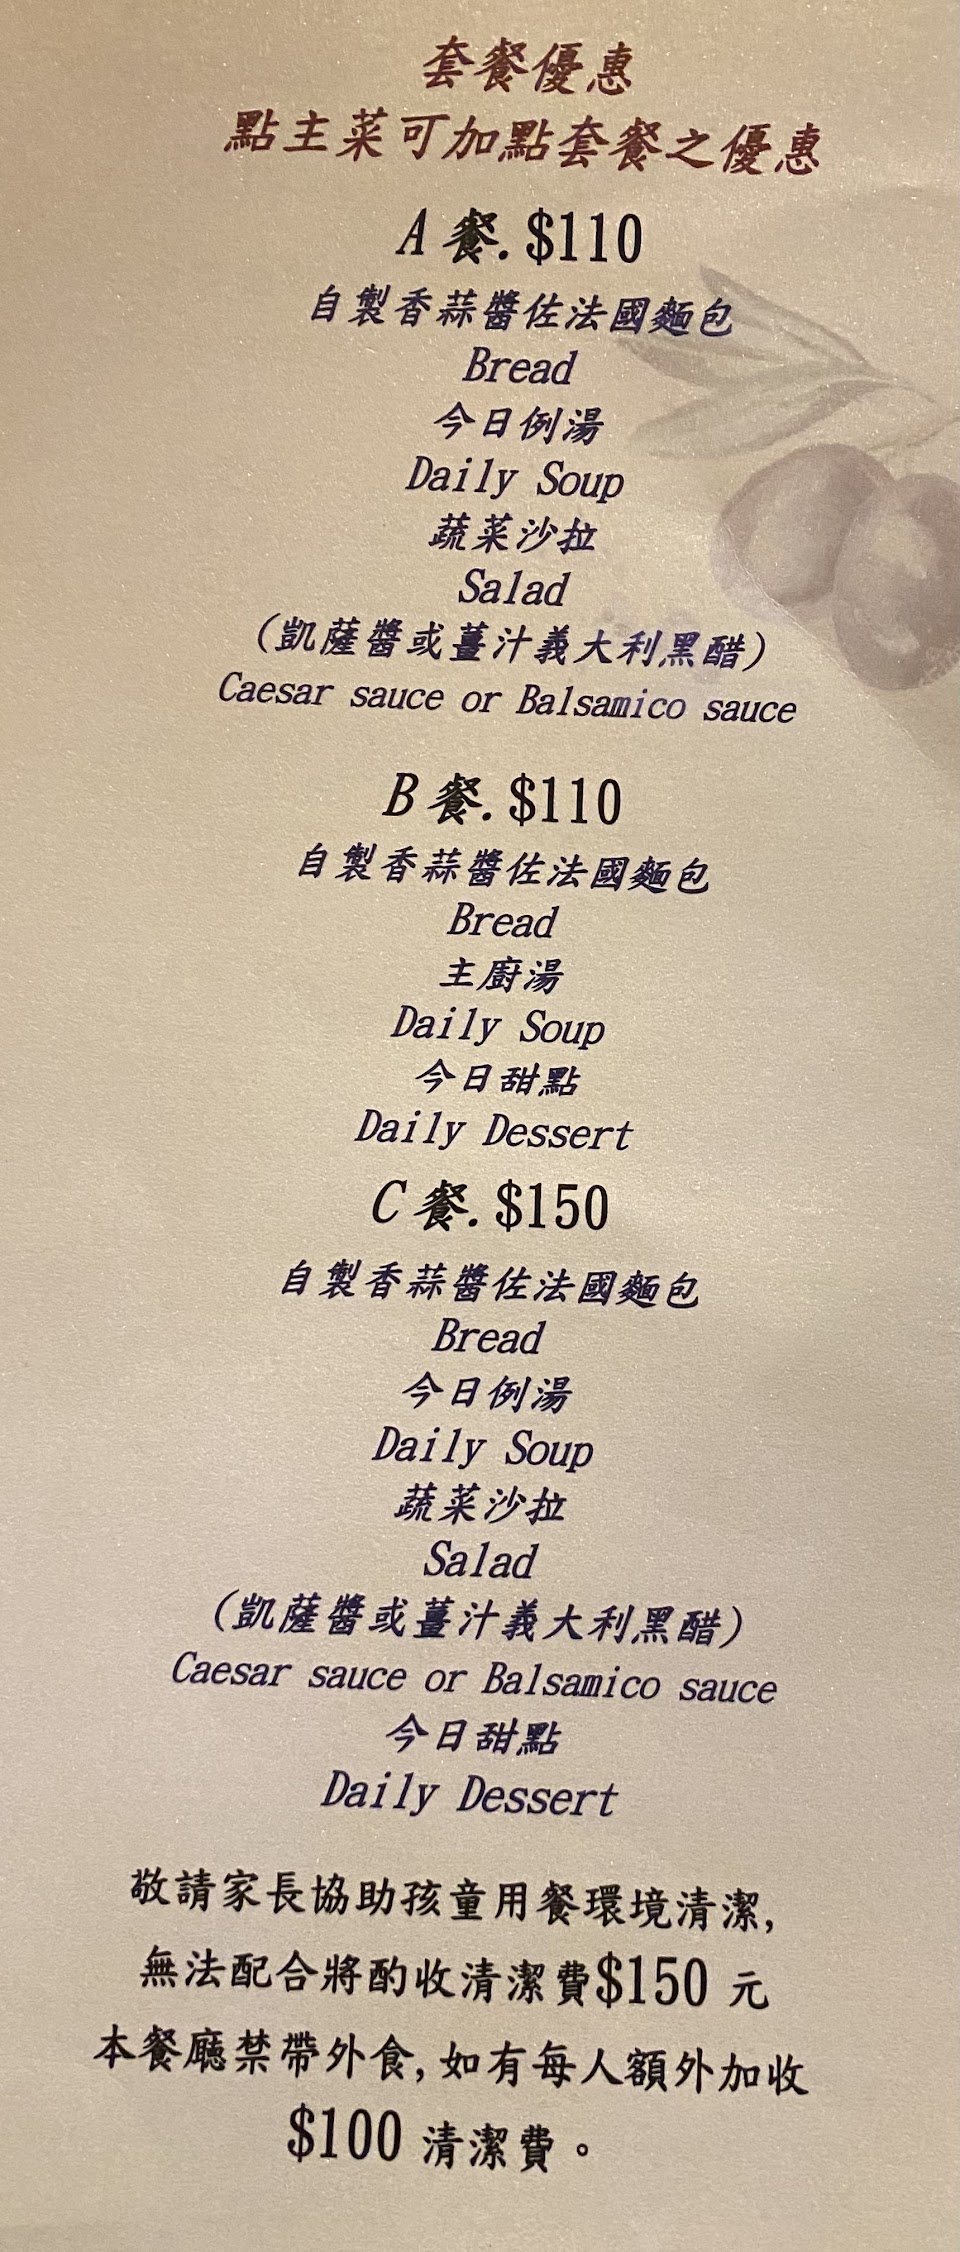 套餐優惠
點主菜可加點套餐之優惠
A 餐. $110
自製香蒜醬佐法國麵包
Bread
今日例湯
Daily Soup
蔬菜沙拉
Salad
(凱薩醬或薑汁義大利黑醋)
Caesar sauce or Balsamico sauce
B 餐. $110
自製香蒜醬佐法國麵包
Bread
主廚湯
Daily Soup
今日甜點
Daily Dessert
C 餐. $150
自製香蒜醬佐法國麵包
Bread
今日例湯
Daily Soup
蔬菜沙拉
Salad
(凱薩醬或薑汁義大利黑醋)
Caesar sauce or Balsamico sauce
今日甜點
Daily Dessert
敬請家長協助孩童用餐環境清潔,
無法配合將酌收清潔費$150 元
本餐廳禁帶外食,如有每人額外加收
$100 清潔費。